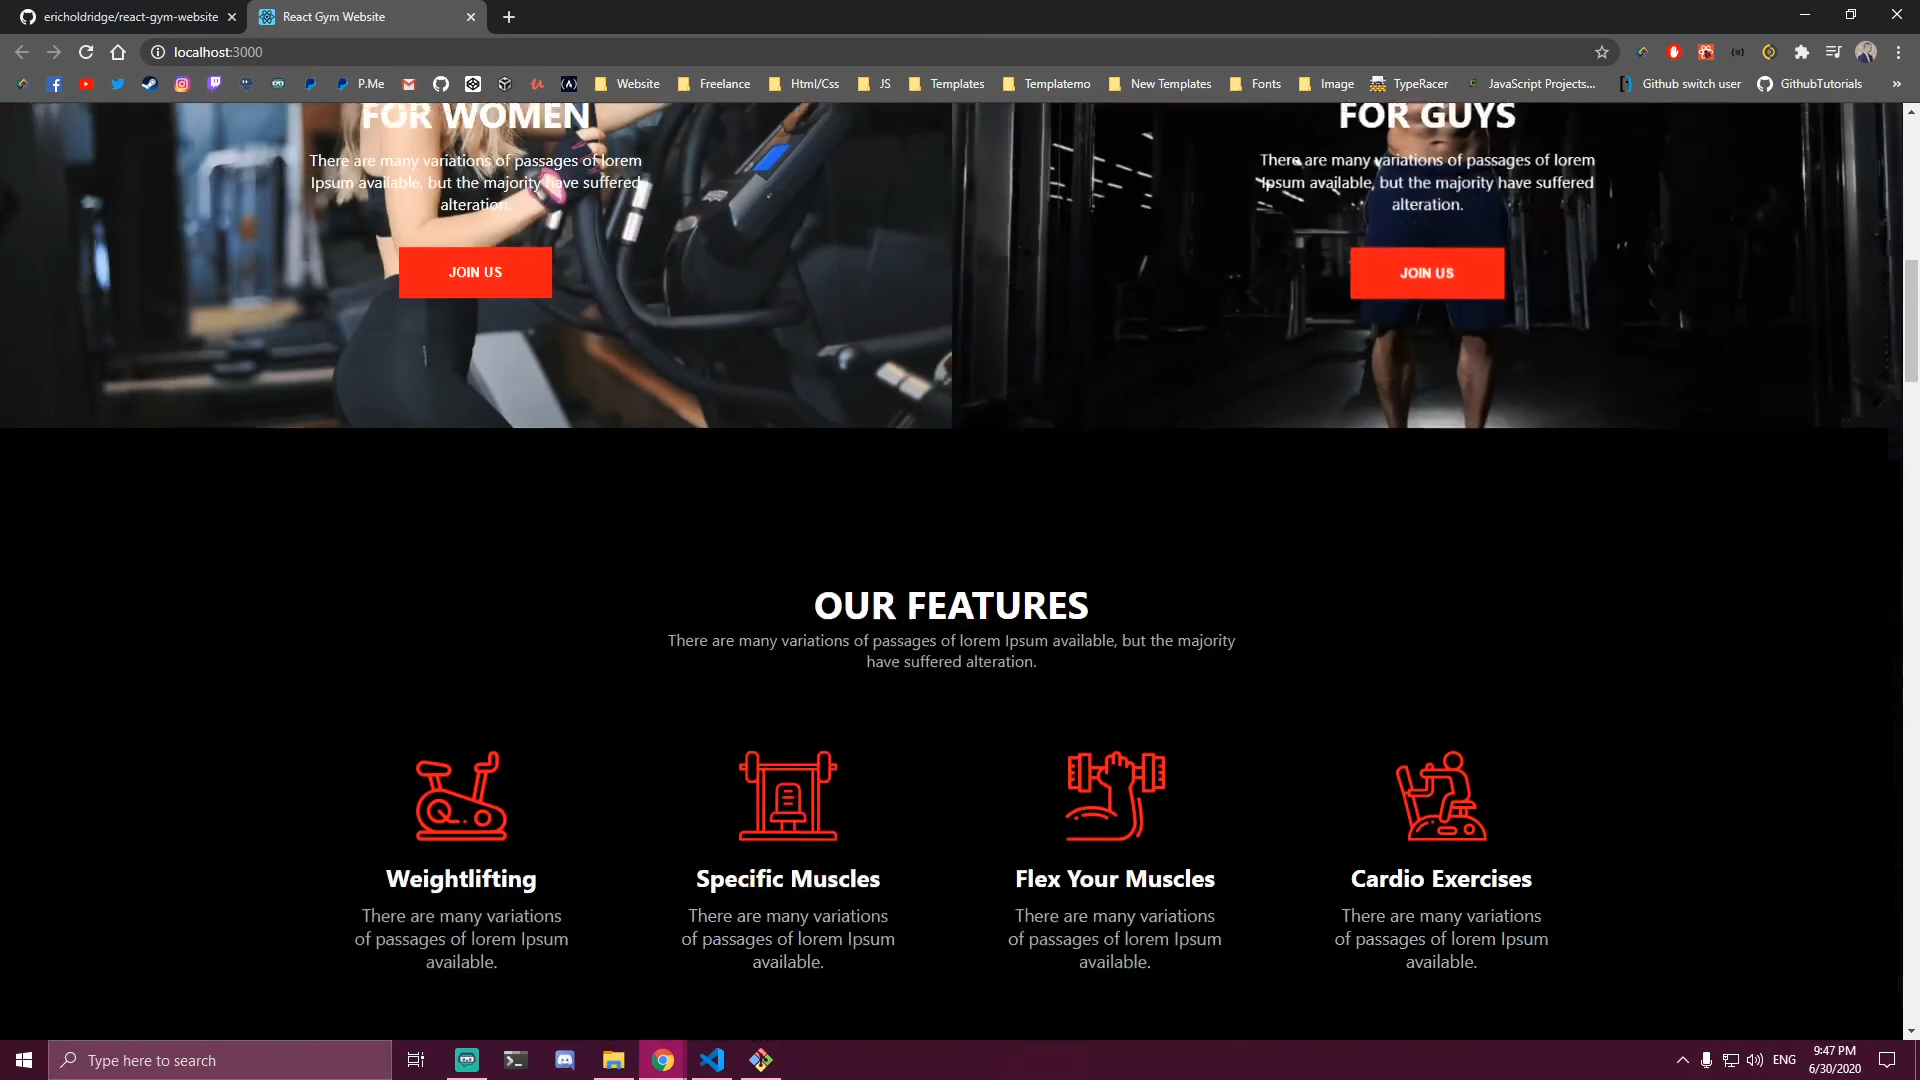 ericholdridge/react-gym-website
React Gym Website
localhost:3000
P.Me
Website
Freelance
Html/Css
JS
Templates
Templatemo
New Templates
Fonts
Image
TypeRacer
JavaScript Projects...
Github switch user
GithubTutorials
»
FOR WOMEN
There are many variations of passages of lorem
Ipsum available, but the majority have suffered
alteration.
JOIN US
FOR GUYS
There are many variations of passages of lorem
Ipsum available, but the majority have suffered
alteration.
JOIN US
OUR FEATURES
There are many variations of passages of lorem Ipsum available, but the majority
have suffered alteration.
Weightlifting
There are many variations
of passages of lorem Ipsum
available.
Specific Muscles
There are many variations
of passages of lorem Ipsum
available.
Flex Your Muscles
There are many variations
of passages of lorem Ipsum
available.
Cardio Exercises
There are many variations
of passages of lorem Ipsum
available.
Type here to search
ENG
9:47 PM
6/30/2020